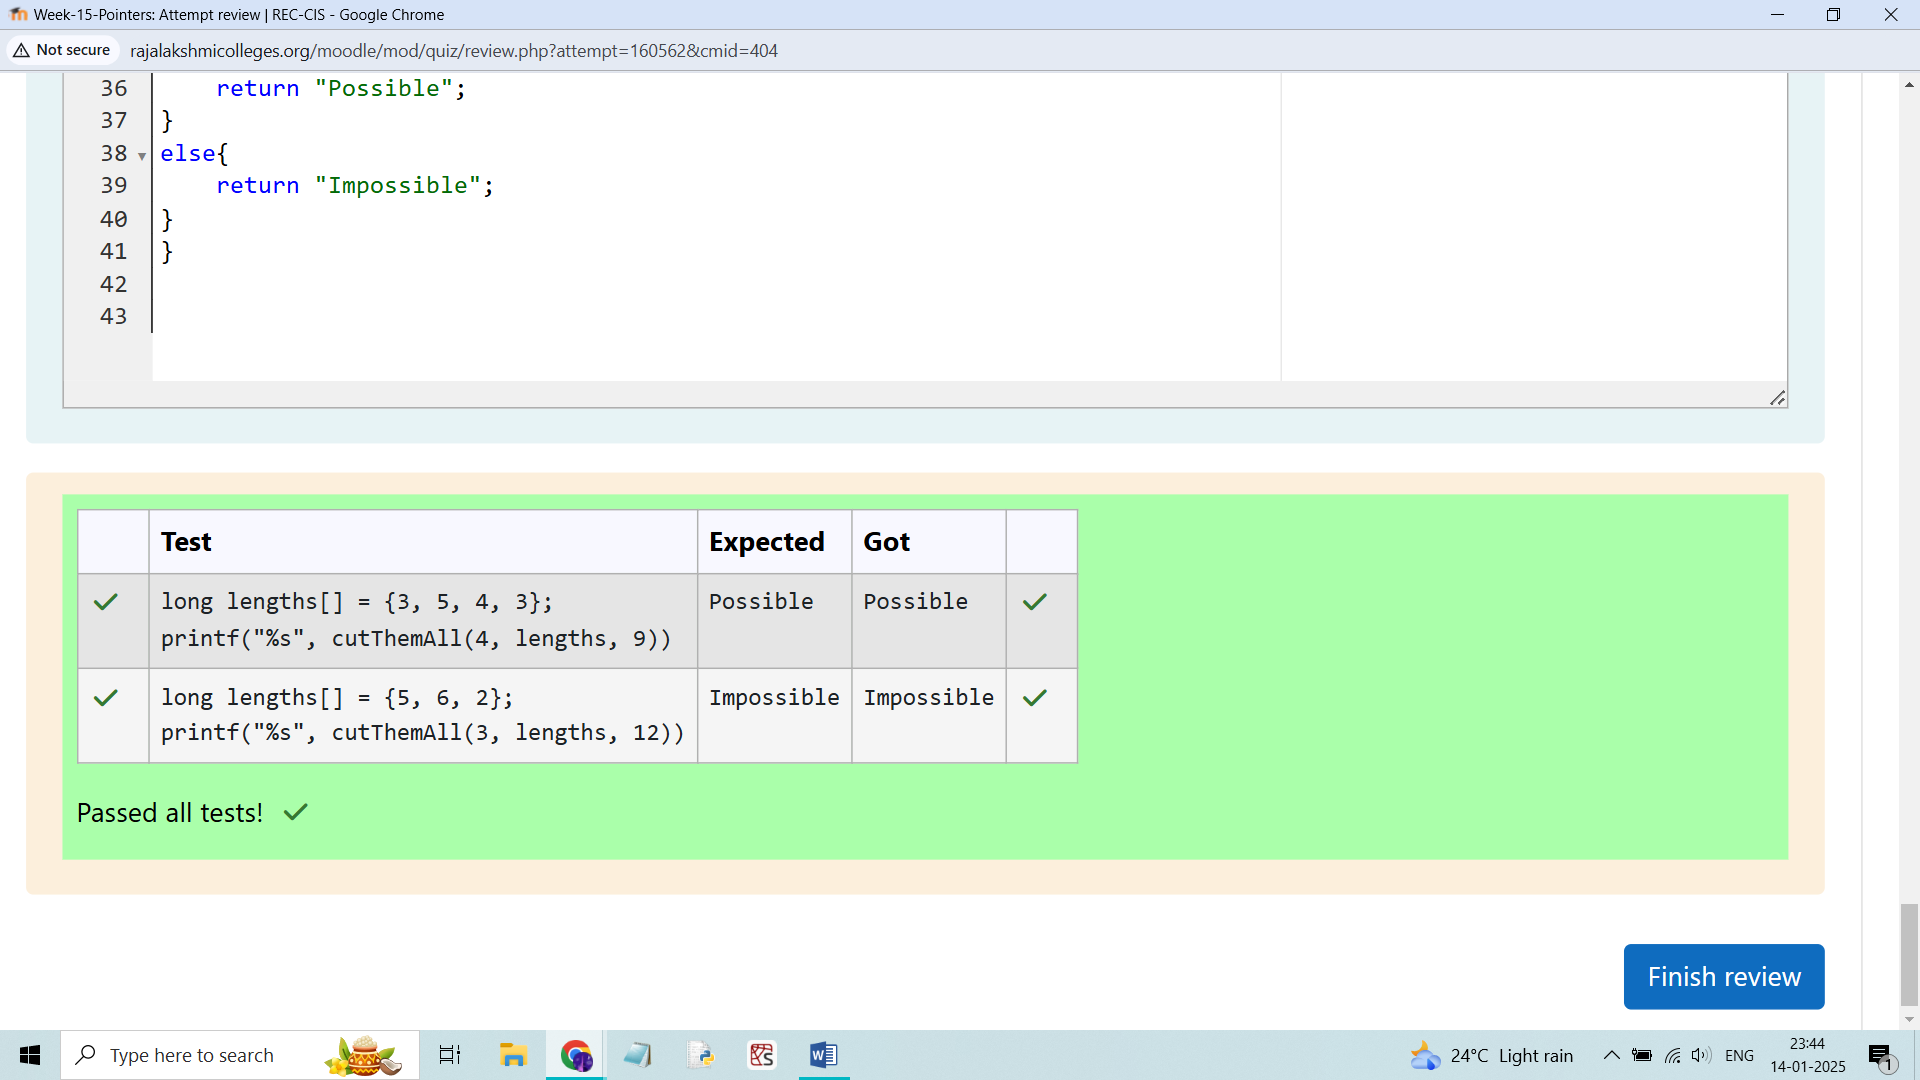 Week-15-Pointers: Attempt review | REC-CIS - Google Chrome
Not secure rajalakshmicolleges.org/moodle/mod/quiz/review.php?attempt=160562&cmid=404
36 return "Possible";
37 }
38 else{
39 return "Impossible";
40 }
41 }
42
43
Test Expected Got
long lengths[] = {3, 5, 4, 3}; Possible Possible
printf("%s", cutThemAll(4, lengths, 9))
long lengths[] = {5, 6, 2}; Impossible Impossible
printf("%s", cutThemAll(3, lengths, 12))
Passed all tests!
Finish review
Type here to search
24°C Light rain
ENG
23:44
14-01-2025
1